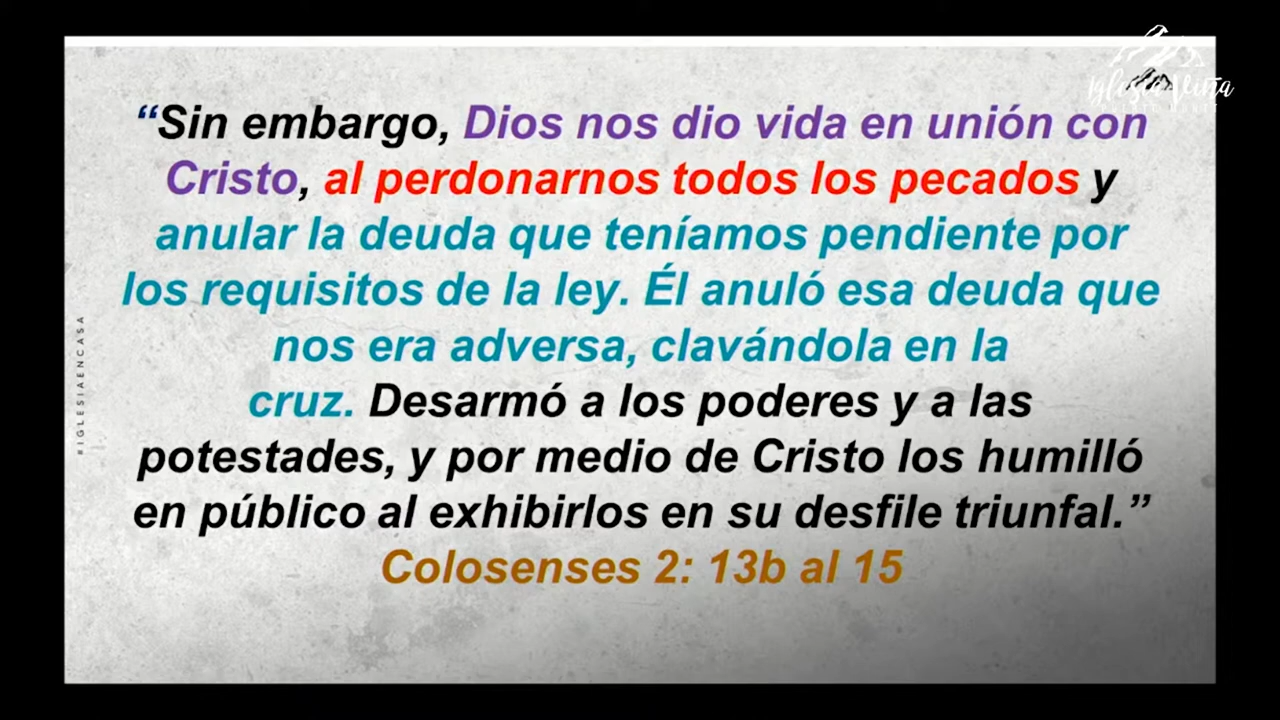 Iglesia Viña
“Sin embargo, Dios nos dio vida en unión con
Cristo, al perdonarnos todos los pecados y
anular la deuda que teníamos pendiente por
los requisitos de la ley. Él anuló esa deuda que
nos era adversa, clavándola en la
cruz. Desarmó a los poderes y a las
potestades, y por medio de Cristo los humilló
en público al exhibirlos en su desfile triunfal.”
Colosenses 2: 13b al 15
#IGLESIAENCASA